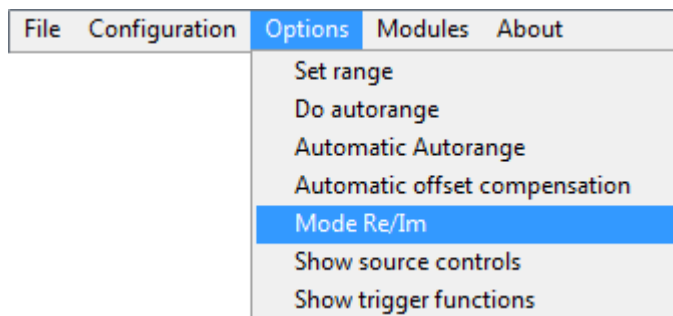 File Configuration Options Modules About
Set range
Do autorange
Automatic Autorange
Automatic offset compensation
Mode Re/Im
Show source controls
Show trigger functions